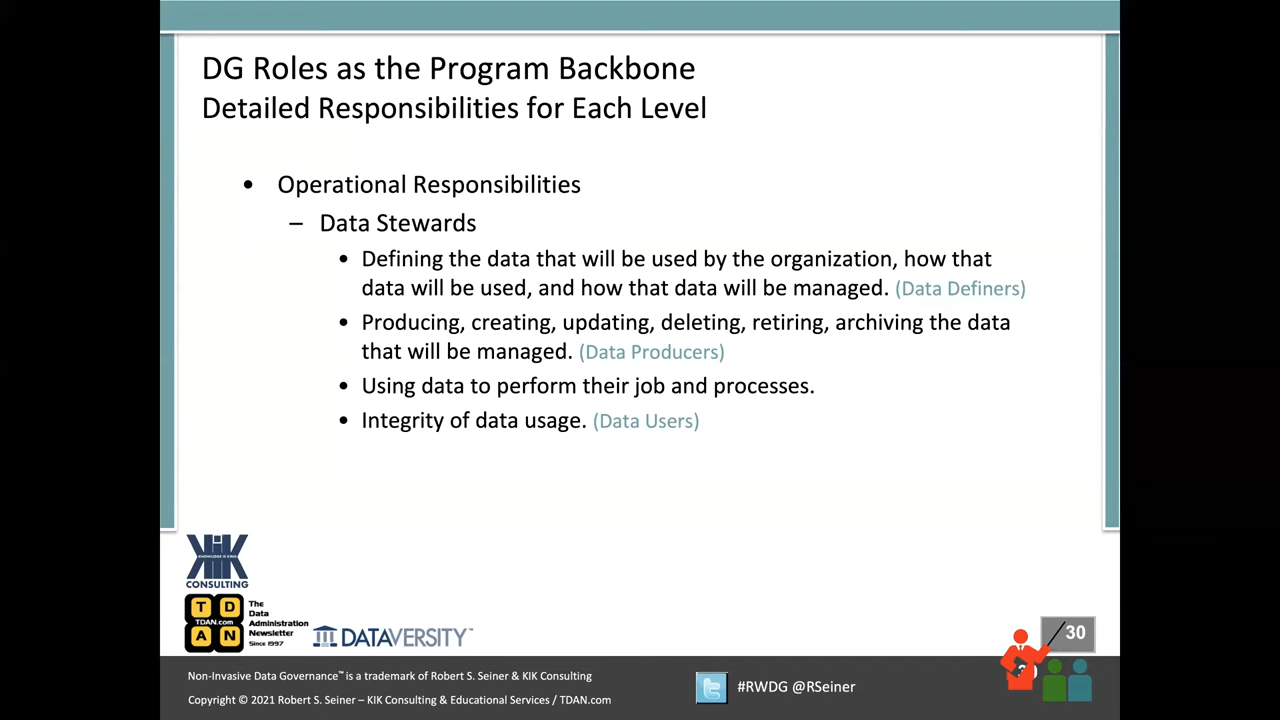 DG Roles as the Program Backbone
Detailed Responsibilities for Each Level
• Operational Responsibilities
– Data Stewards
• Defining the data that will be used by the organization, how that
data will be used, and how that data will be managed. (Data Definers)
• Producing, creating, updating, deleting, retiring, archiving the data
that will be managed. (Data Producers)
• Using data to perform their job and processes.
• Integrity of data usage. (Data Users)
KIK
KNOWLEDGE IS KING
CONSULTING
T D
TDAN.com
A N
The
Data
Administration
Newsletter
Since 1997
DATAVERSITY™
30
Non-Invasive Data Governance™ is a trademark of Robert S. Seiner & KIK Consulting
Copyright © 2021 Robert S. Seiner – KIK Consulting & Educational Services / TDAN.com
#RWDG @RSeiner